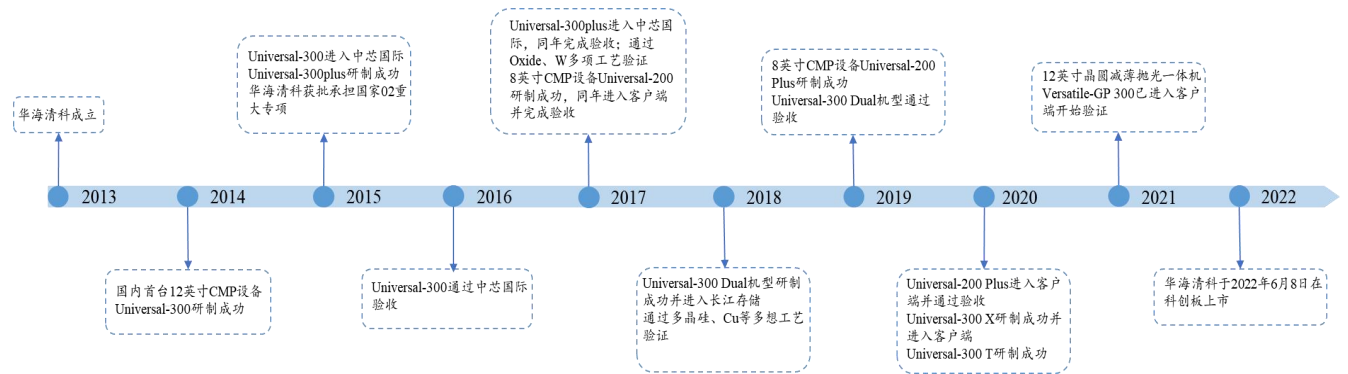 Universal-300plus进入中芯国
际，同年完成验收；通过
Oxide、W多项工艺验证
8英寸CMP设备Universal-200
研制成功，同年进入客户端
并完成验收
Universal-300进入中芯国际
Universal-300plus研制成功
华海清科获批承担国家02重
大专项
8英寸CMP设备Universal-200
Plus研制成功
Universal-300 Dual机型通过
验收
12英寸晶圆减薄抛光一体机
Versatile-GP 300已进入客户
端开始验证
华海清科成立
2013
2014
2015
2016
2017
2018
2019
2020
2021
2022
国内首台12英寸CMP设备
Universal-300研制成功
Universal-300通过中芯国际
验收
Universal-300 Dual机型研制
成功并进入长江存储
通过多晶硅、Cu等多想工艺
验证
Universal-200 Plus进入客户
端并通过验收
Universal-300 X研制成功并
进入客户端
Universal-300 T研制成功
华海清科于2022年6月8日在
科创板上市